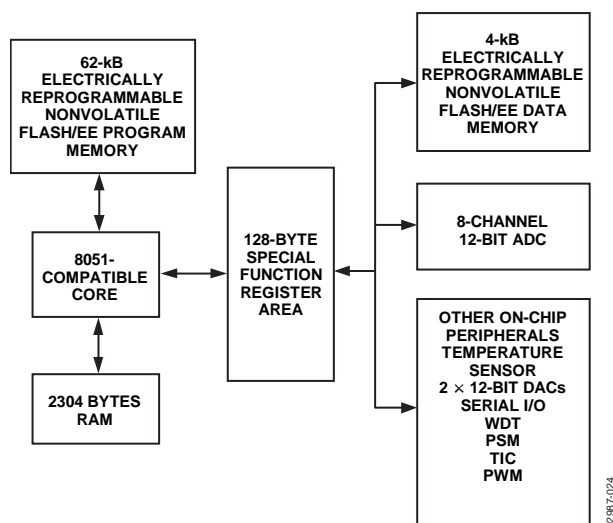 62-kB
ELECTRICALLY
REPROGRAMMABLE
NONVOLATILE
FLASH/EE PROGRAM
MEMORY
8051-
COMPATIBLE
CORE
2304 BYTES
RAM
128-BYTE
SPECIAL
FUNCTION
REGISTER
AREA
4-kB
ELECTRICALLY
REPROGRAMMABLE
NONVOLATILE
FLASH/EE DATA
MEMORY
8-CHANNEL
12-BIT ADC
OTHER ON-CHIP
PERIPHERALS
TEMPERATURE
SENSOR
2 × 12-BIT DACs
SERIAL I/O
WDT
PSM
TIC
PWM